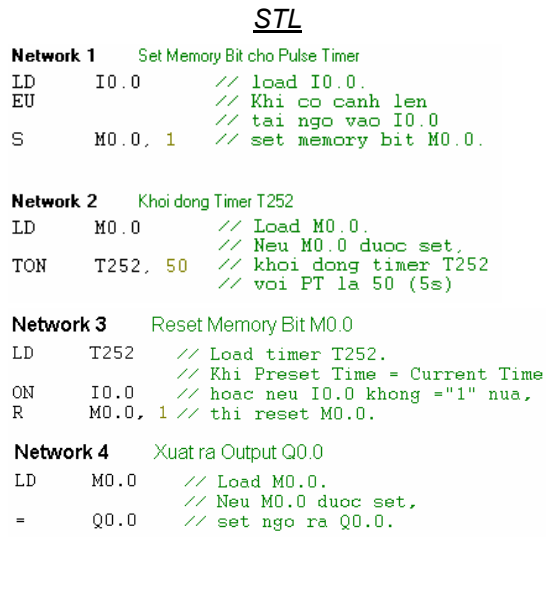 STL
Network 1 Set Memory Bit cho Pulse Timer
LD I0.0 // load I0.0.
EU // Khi co canh len
// tai ngo vao I0.0
S M0.0, 1 // set memory bit M0.0.
Network 2 Khoi dong Timer T252
LD M0.0 // Load M0.0.
// Neu M0.0 duoc set,
TON T252, 50 // khoi dong timer T252
// voi PT la 50 (5s)
Network 3 Reset Memory Bit M0.0
LD T252 // Load timer T252.
// Khi Preset Time = Current Time
ON I0.0 // hoac neu I0.0 khong ="1" nua,
R M0.0, 1 // thi reset M0.0.
Network 4 Xuat ra Output Q0.0
LD M0.0 // Load M0.0.
// Neu M0.0 duoc set,
= Q0.0 // set ngo ra Q0.0.